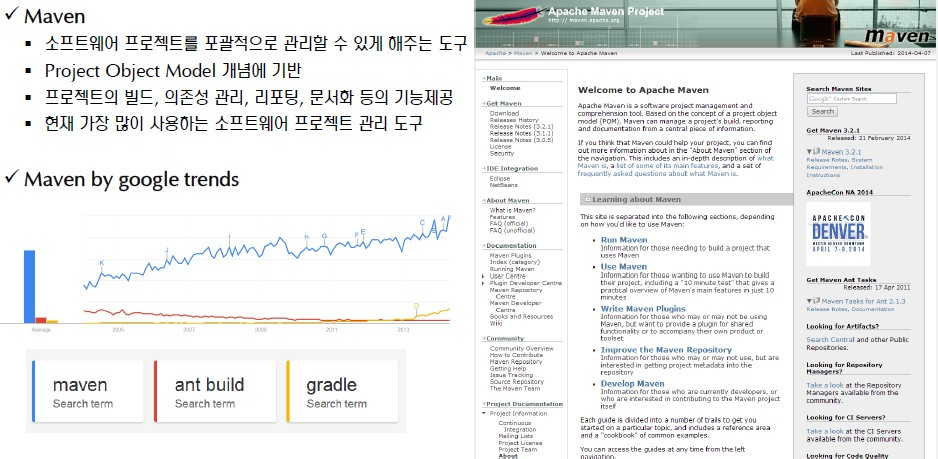 ✓ Maven
▪ 소프트웨어 프로젝트를 포괄적으로 관리할 수 있게 해주는 도구
▪ Project Object Model 개념에 기반
▪ 프로젝트의 빌드, 의존성 관리, 리포팅, 문서화 등의 기능제공
▪ 현재 가장 많이 사용하는 소프트웨어 프로젝트 관리 도구
✓ Maven by google trends
K J I H G F E D C B A
Average
2005 2007 2009 2011 2013
maven
Search term
ant build
Search term
gradle
Search term
Apache Maven Project
http://maven.apache.org
maven
Apache > Maven > Welcome to Apache Maven
Last Published: 2014-04-07
Main
Welcome
Get Maven
Download
Releases History
Release Notes (3.2.1)
Release Notes (3.1.1)
Release Notes (3.0.5)
License
Security
IDE Integration
Eclipse
NetBeans
About Maven
What is Maven?
Features
FAQ (official)
FAQ (unofficial)
Documentation
Maven Plugins
Index (category)
Running Maven
User Centre
Plugin Developer Centre
Maven Repository
Centre
Maven Developer
Centre
Books and Resources
Wiki
Community
Community Overview
How to Contribute
Maven Repository
Getting Help
Issue Tracking
Source Repository
The Maven Team
Project Documentation
Project Information
Continuous
Integration
Mailing Lists
Project License
Project Team
About
Welcome to Apache Maven
Apache Maven is a software project management and
comprehension tool. Based on the concept of a project object
model (POM), Maven can manage a project's build, reporting
and documentation from a central piece of information.
If you think that Maven could help your project, you can find
out more information about in the "About Maven" section of
the navigation. This includes an in-depth description of what
Maven is, a list of some of its main features, and a set of
frequently asked questions about what Maven is.
Learning about Maven
This site is separated into the following sections, depending
on how you'd like to use Maven:
• Run Maven
Information for those needing to build a project that
uses Maven
• Use Maven
Information for those wanting to use Maven to build
their project, including a "10 minute test" that gives a
practical overview of Maven's main features in just 10
minutes
• Write Maven Plugins
Information for those who may or may not be using
Maven, but want to provide a plugin for shared
functionality or to accompany their own product or
toolset
• Improve the Maven Repository
Information for those who may or may not use, but are
interested in getting project metadata into the
repository
• Develop Maven
Information for those who are currently developers, or
who are interested in contributing to the Maven project
itself
Each guide is divided into a number of trails to get you
started on a particular topic, and includes a reference area
and a "cookbook" of common examples.
You can access the guides at any time from the left
navigation.
Search Maven Sites
Google Custom Search
Search
Get Maven 3.2.1
Released: 21 February 2014
Maven 3.2.1
Release Notes, System
Requirements, Installation
Instructions
ApacheCon NA 2014
APACHECON
DENVER
WESTIN DENVER DOWNTOWN
APRIL 7-9, 2014
Get Maven Ant Tasks
Released: 17 Apr 2011
Maven Tasks for Ant 2.1.3
Release Notes, Documentation
Looking for Artifacts?
Search Central and other Public
Repositories.
Looking for Repository
Managers?
Take a look at the Repository
Managers available from the
community.
Looking for CI Servers?
Take a look at the CI Servers
available from the community.
Looking for Code Quality